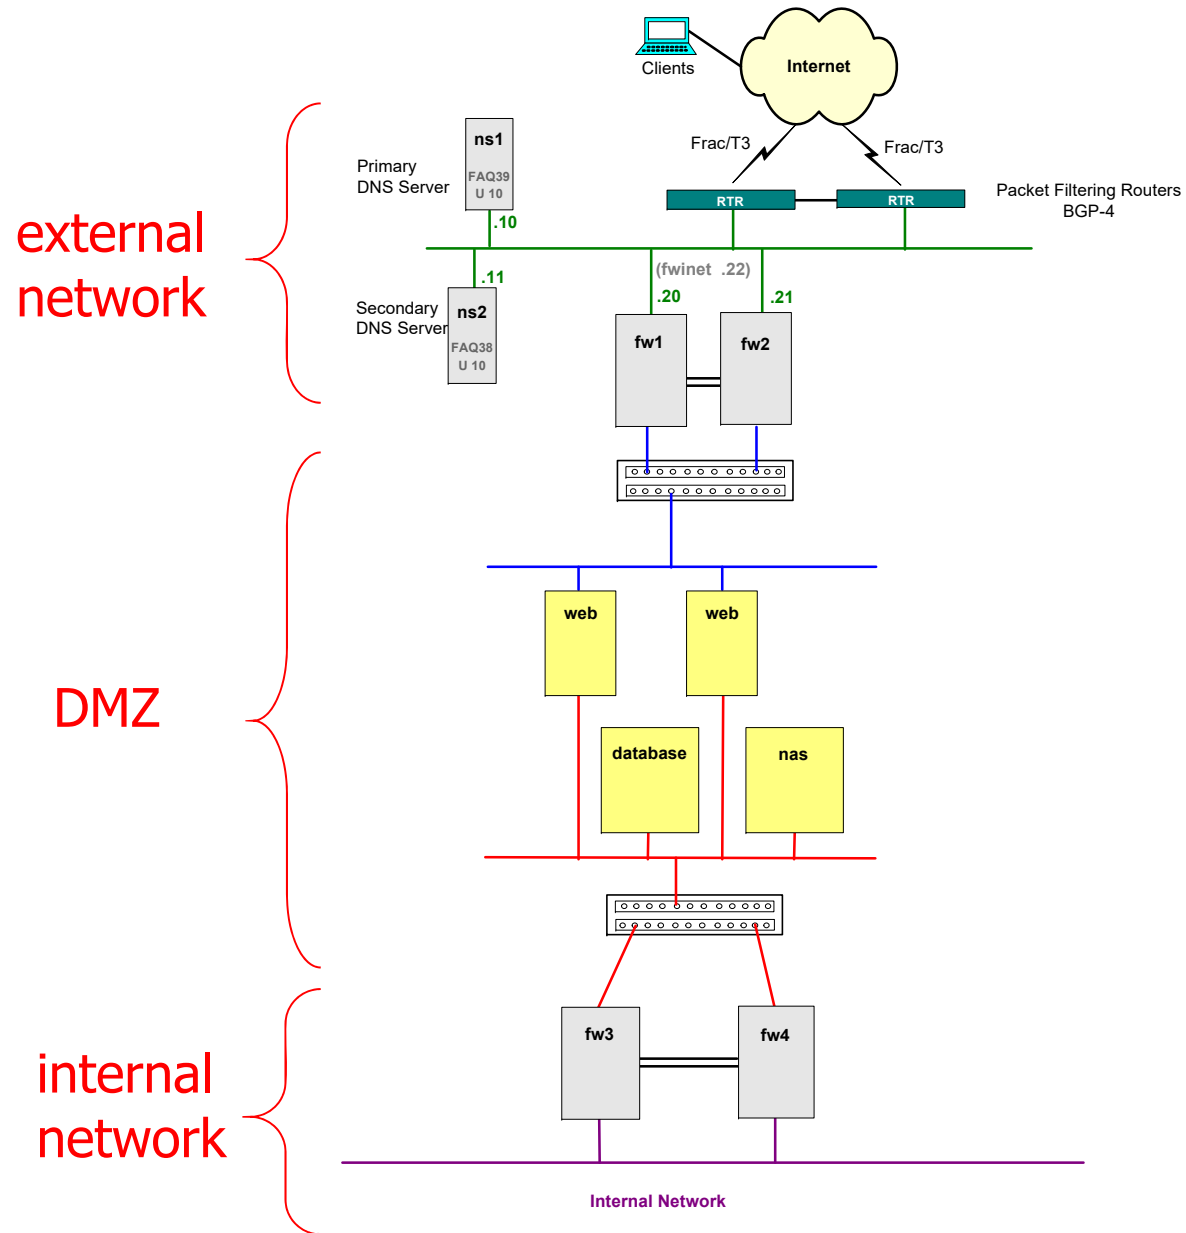 Clients
Internet
Frac/T3
Frac/T3
ns1
FAQ39
U 10
Primary
DNS Server
RTR
RTR
Packet Filtering Routers
BGP-4
.10
external
network
.11
(fwinet .22)
.20
.21
Secondary
DNS Server
ns2
FAQ38
U 10
fw1
fw2
DMZ
web
web
database
nas
internal
network
fw3
fw4
Internal Network